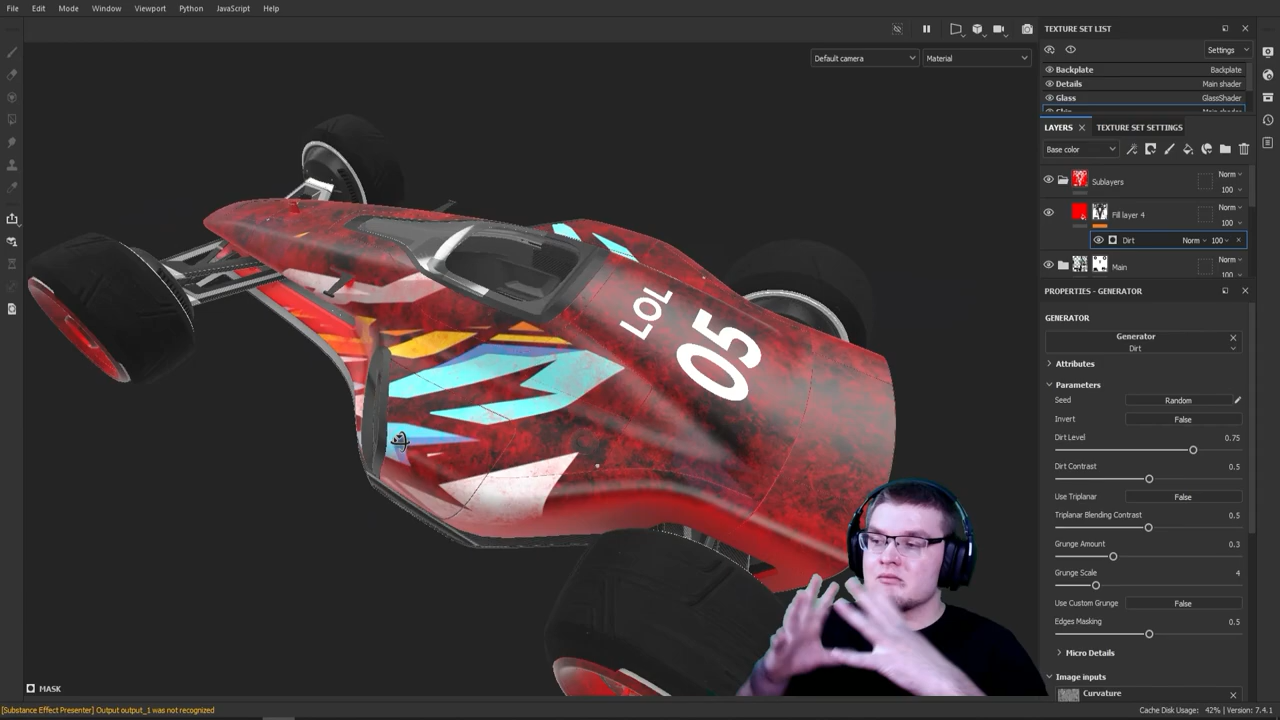 File Edit Mode Window Viewport Python JavaScript Help
Default camera
Material
TEXTURE SET LIST
Settings
Backplate Backplate
Details Main shader
Glass GlassShader
LAYERS TEXTURE SET SETTINGS
Base color
Sublayers Norm
100
Fill layer 4 Norm
100
Dirt Norm 100
Main Norm
100
PROPERTIES - GENERATOR
GENERATOR
Generator
Dirt
Attributes
Parameters
Seed Random
Invert False
Dirt Level 0.75
Dirt Contrast 0.5
Use Triplanar False
Triplanar Blending Contrast 0.5
Grunge Amount 0.3
Grunge Scale 4
Use Custom Grunge False
Edges Masking 0.5
Micro Details
Image inputs
Curvature
LOL
05
MASK
[Substance Effect Presenter] Output output_1 was not recognized
Cache Disk Usage: 42% | Version: 7.4.1